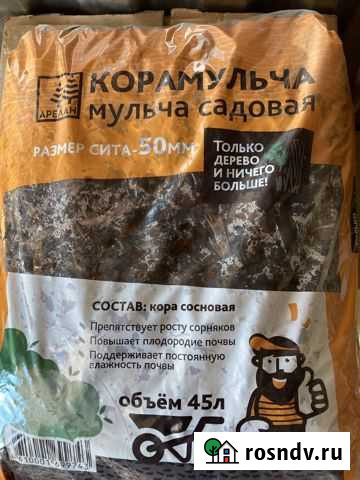 АРЕЛАН
КОРАМУЛЬЧА
мульча садовая
РАЗМЕР СИТА-50мм
ТОЛЬКО
ДЕРЕВО
И НИЧЕГО
БОЛЬШЕ!
СОСТАВ: кора сосновая
Препятствует росту сорняков
Повышает плодородие почвы
Поддерживает постоянную
влажность почвы
объём 45л
rosndv.ru